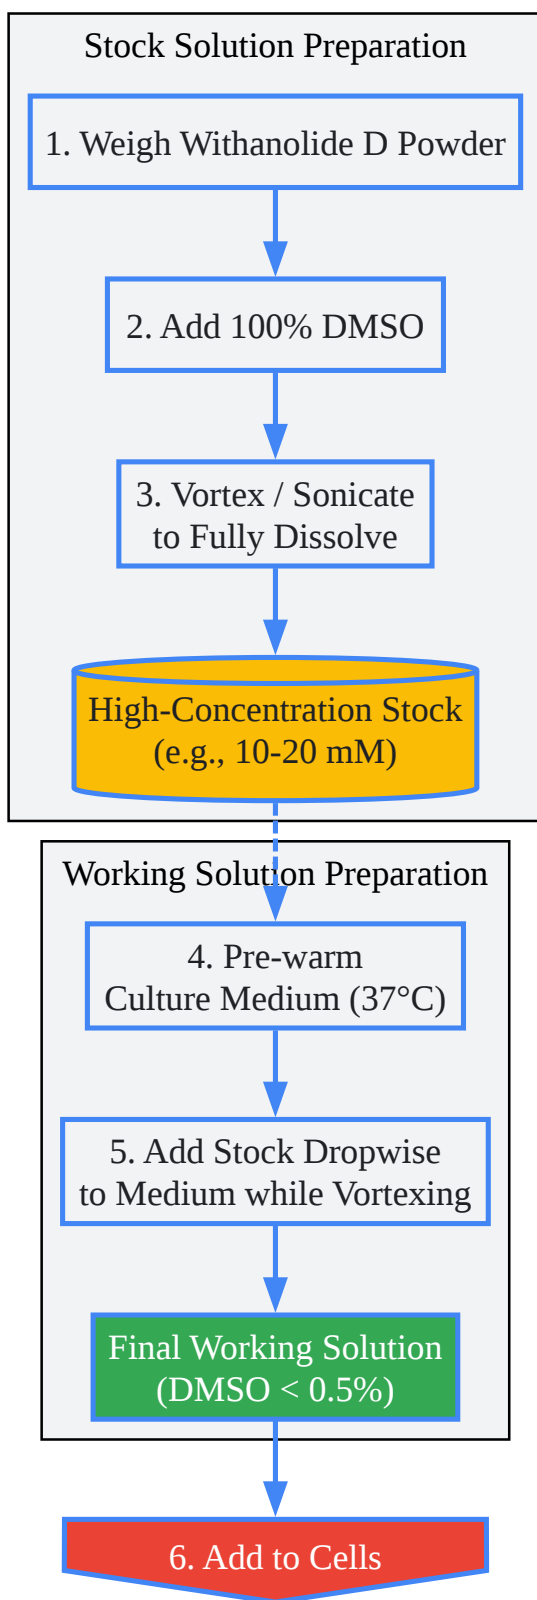 Stock Solution Preparation
1. Weigh Withanolide D Powder
2. Add 100% DMSO
3. Vortex / Sonicate
to Fully Dissolve
High-Concentration Stock
(e.g., 10-20 mM)
Working Solution Preparation
4. Pre-warm
Culture Medium (37°C)
5. Add Stock Dropwise
to Medium while Vortexing
Final Working Solution
(DMSO < 0.5%)
6. Add to Cells